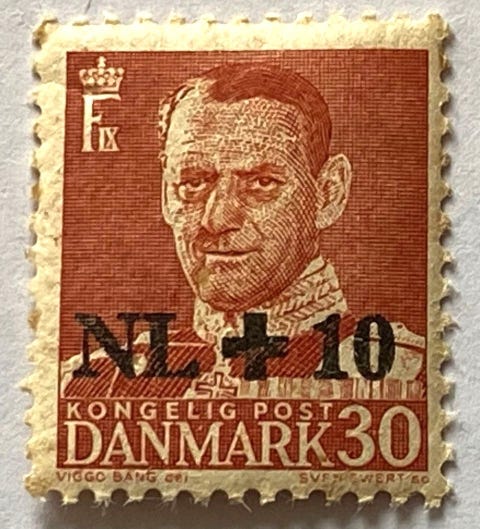 F IX
NL + 10
KONGELIG POST
DANMARK 30
VIGGO BANG del SVEN EWERT sc